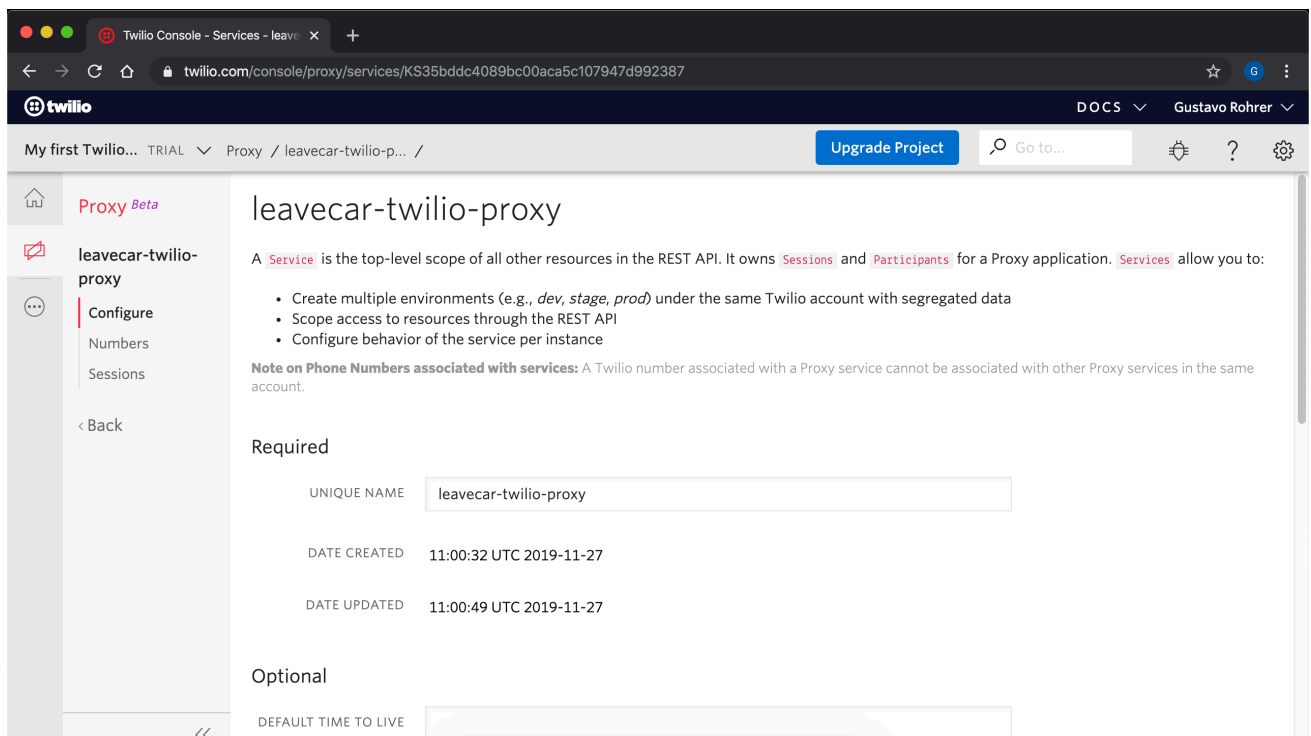 Twilio Console - Services - leave
twilio.com/console/proxy/services/KS35bddc4089bc00aca5c107947d992387
G
twilio
DOCS
Gustavo Rohrer
My first Twilio... TRIAL
Proxy / leavecar-twilio-p... /
Upgrade Project
Go to...
Proxy Beta
leavecar-twilio-
proxy
Configure
Numbers
Sessions
‹ Back
leavecar-twilio-proxy
A Service is the top-level scope of all other resources in the REST API. It owns Sessions and Participants for a Proxy application. Services allow you to:
• Create multiple environments (e.g., dev, stage, prod) under the same Twilio account with segregated data
• Scope access to resources through the REST API
• Configure behavior of the service per instance
Note on Phone Numbers associated with services: A Twilio number associated with a Proxy service cannot be associated with other Proxy services in the same
account.
Required
UNIQUE NAME
leavecar-twilio-proxy
DATE CREATED
11:00:32 UTC 2019-11-27
DATE UPDATED
11:00:49 UTC 2019-11-27
Optional
DEFAULT TIME TO LIVE